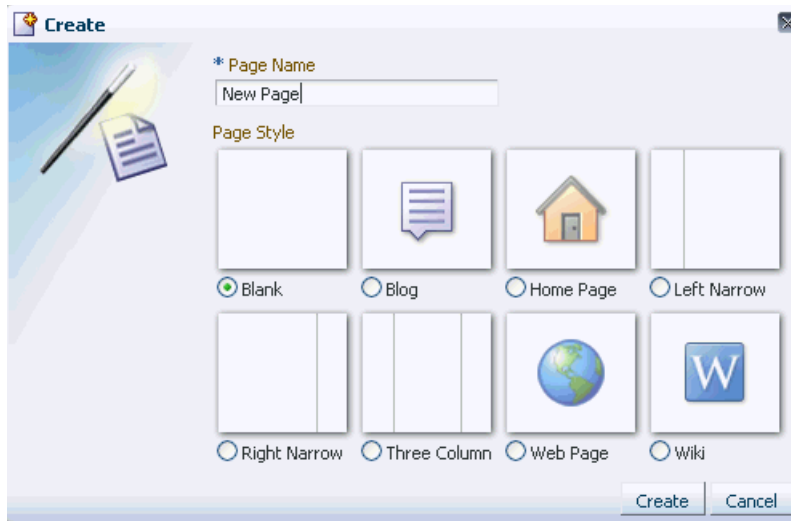 Create
* Page Name
New Page
Page Style
Blank
Blog
Home Page
Left Narrow
W
Right Narrow
Three Column
Web Page
Wiki
Create
Cancel